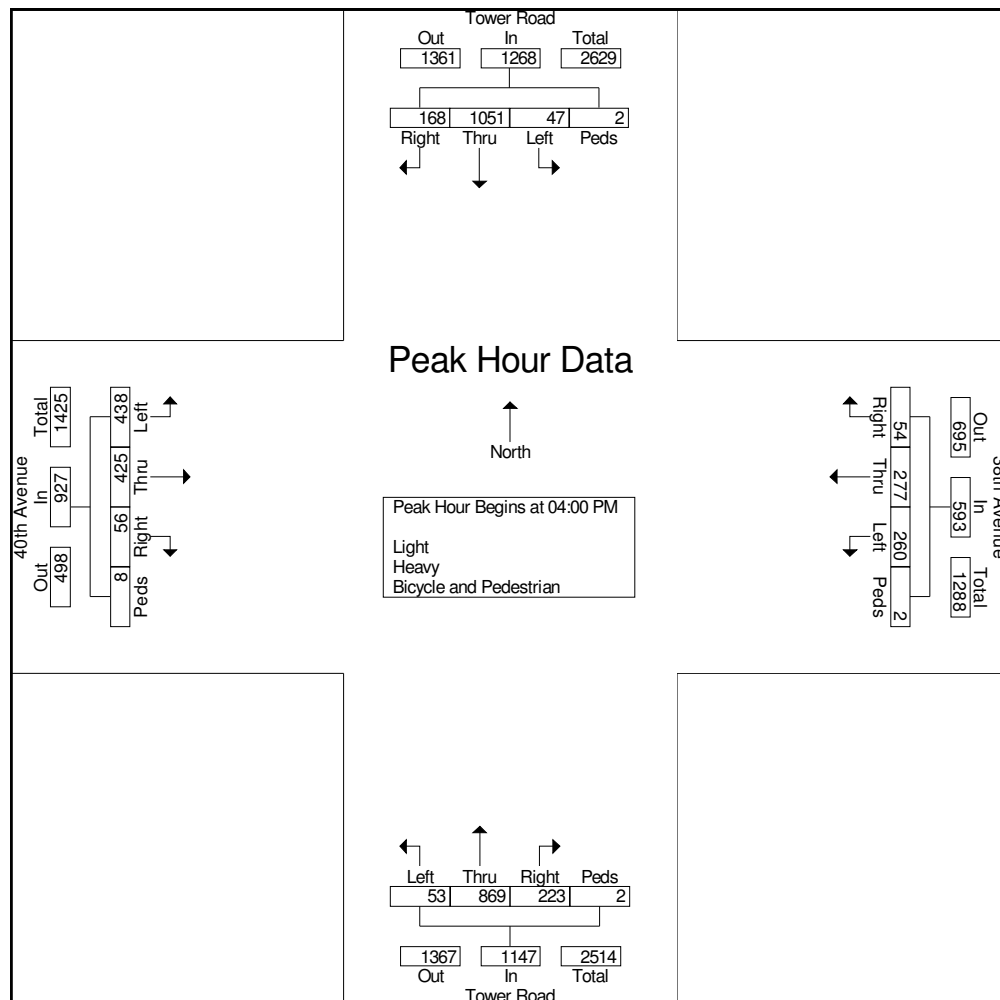 Tower Road
Out In Total
1361 1268 2629
168 1051 47 2
Right Thru Left Peds
Peak Hour Data
North
Peak Hour Begins at 04:00 PM
Light
Heavy
Bicycle and Pedestrian
40th Avenue
Out In Total
498 927 1425
8 56 425 438
Peds Right Thru Left
38th Avenue
Out In Total
695 593 1288
54 277 260 2
Right Thru Left Peds
Left Thru Right Peds
53 869 223 2
1367 1147 2514
Out In Total
Tower Road